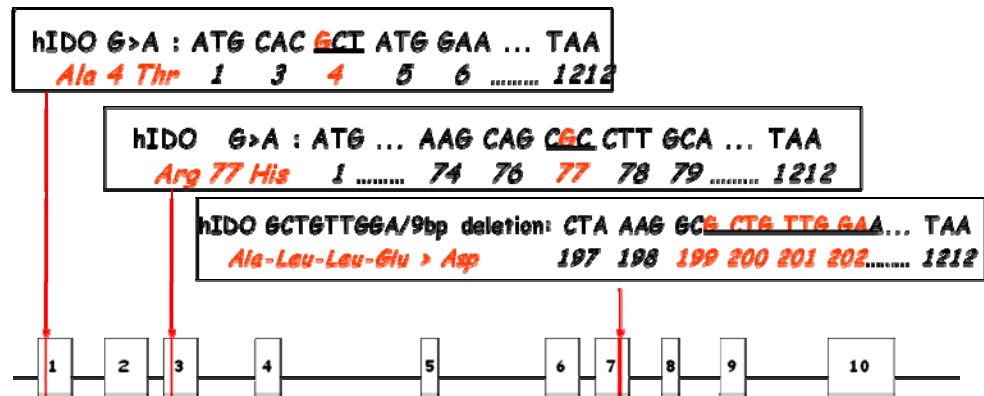 hIDO G>A : ATG CAC GCT ATG GAA ... TAA
Ala 4 Thr 1 3 4 5 6 ......... 1212
hIDO G>A : ATG ... AAG CAG CGC CTT GCA ... TAA
Arg 77 His 1 ......... 74 76 77 78 79 ......... 1212
hIDO GCTGTTGGA/9bp deletion: CTA AAG GCG CTG TTG GAA... TAA
Ala-Leu-Leu-Glu > Asp 197 198 199 200 201 202......... 1212
1 2 3 4 5 6 7 8 9 10